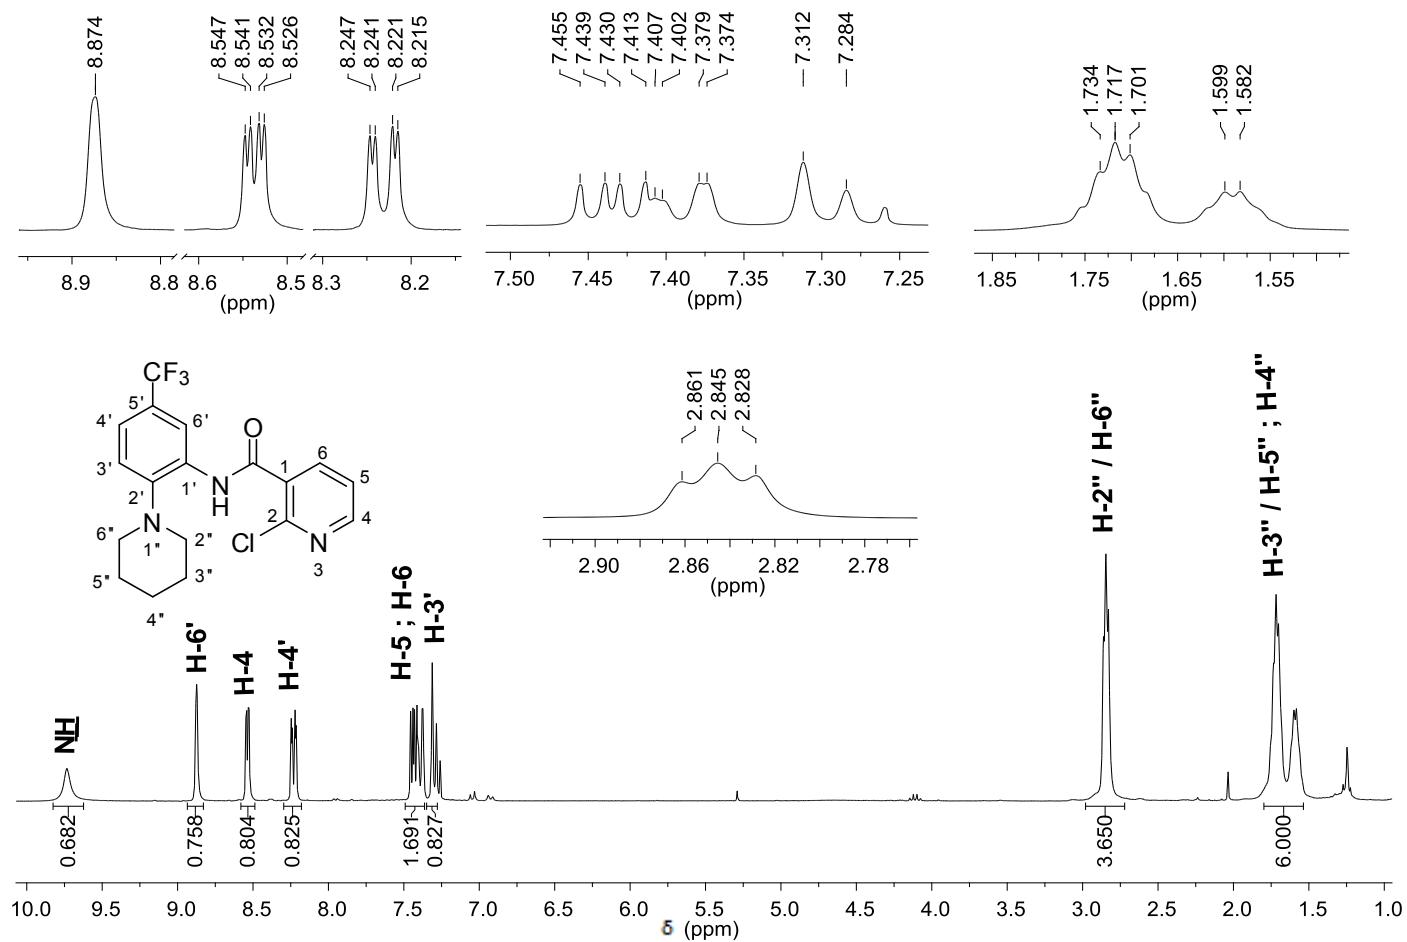 8.874
8.547
8.541
8.532
8.526
8.247
8.241
8.221
8.215
7.455
7.439
7.430
7.413
7.407
7.402
7.379
7.374
7.312
7.284
1.734
1.717
1.701
1.599
1.582
8.9 8.8 8.6 8.5 8.3 8.2
(ppm)
7.50 7.45 7.40 7.35 7.30 7.25
(ppm)
1.85 1.75 1.65 1.55
(ppm)
CF3
5'
4'
6'
3'
2'
1'
O
N
H
1
6
5
2
4
Cl
N
3
N
6"
1"
2"
5"
3"
4"
2.861
2.845
2.828
2.90 2.86 2.82 2.78
(ppm)
NH
H-6'
H-4
H-4'
H-5 ; H-6
H-3'
H-2" / H-6"
H-3" / H-5" ; H-4"
0.682
0.758
0.804
0.825
1.691
0.827
3.650
6.000
10.0 9.5 9.0 8.5 8.0 7.5 7.0 6.5 6.0 5.5 5.0 4.5 4.0 3.5 3.0 2.5 2.0 1.5 1.0
δ (ppm)